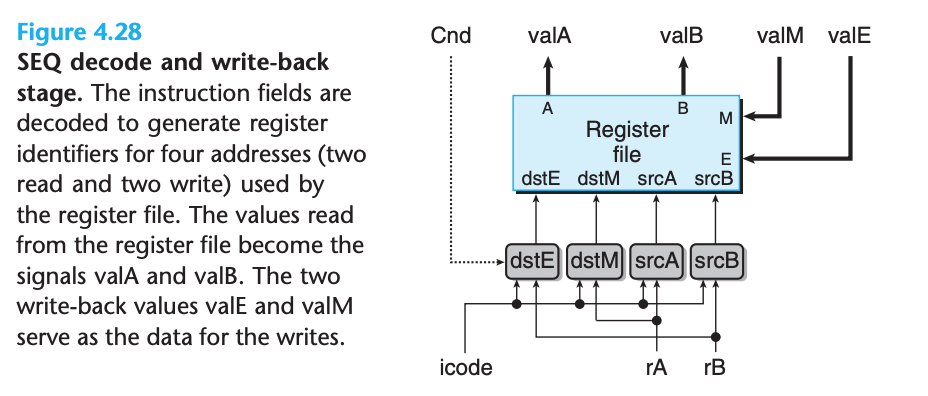 Figure 4.28
SEQ decode and write-back
stage. The instruction fields are
decoded to generate register
identifiers for four addresses (two
read and two write) used by
the register file. The values read
from the register file become the
signals valA and valB. The two
write-back values valE and valM
serve as the data for the writes.
Cnd valA valB valM valE
A B M
Register
file
E
dstE dstM srcA srcB
dstE dstM srcA srcB
icode rA rB